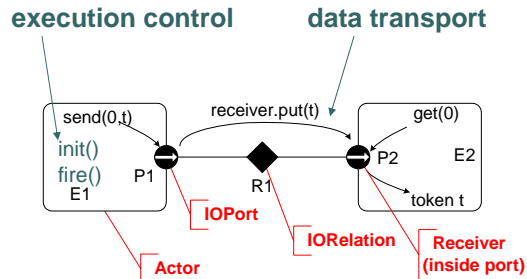 execution control
data transport
send(0,t)
receiver.put(t)
get(0)
init()
fire()
E1
P1
R1
P2
E2
token t
IOPort
IORelation
Receiver
(inside port)
Actor